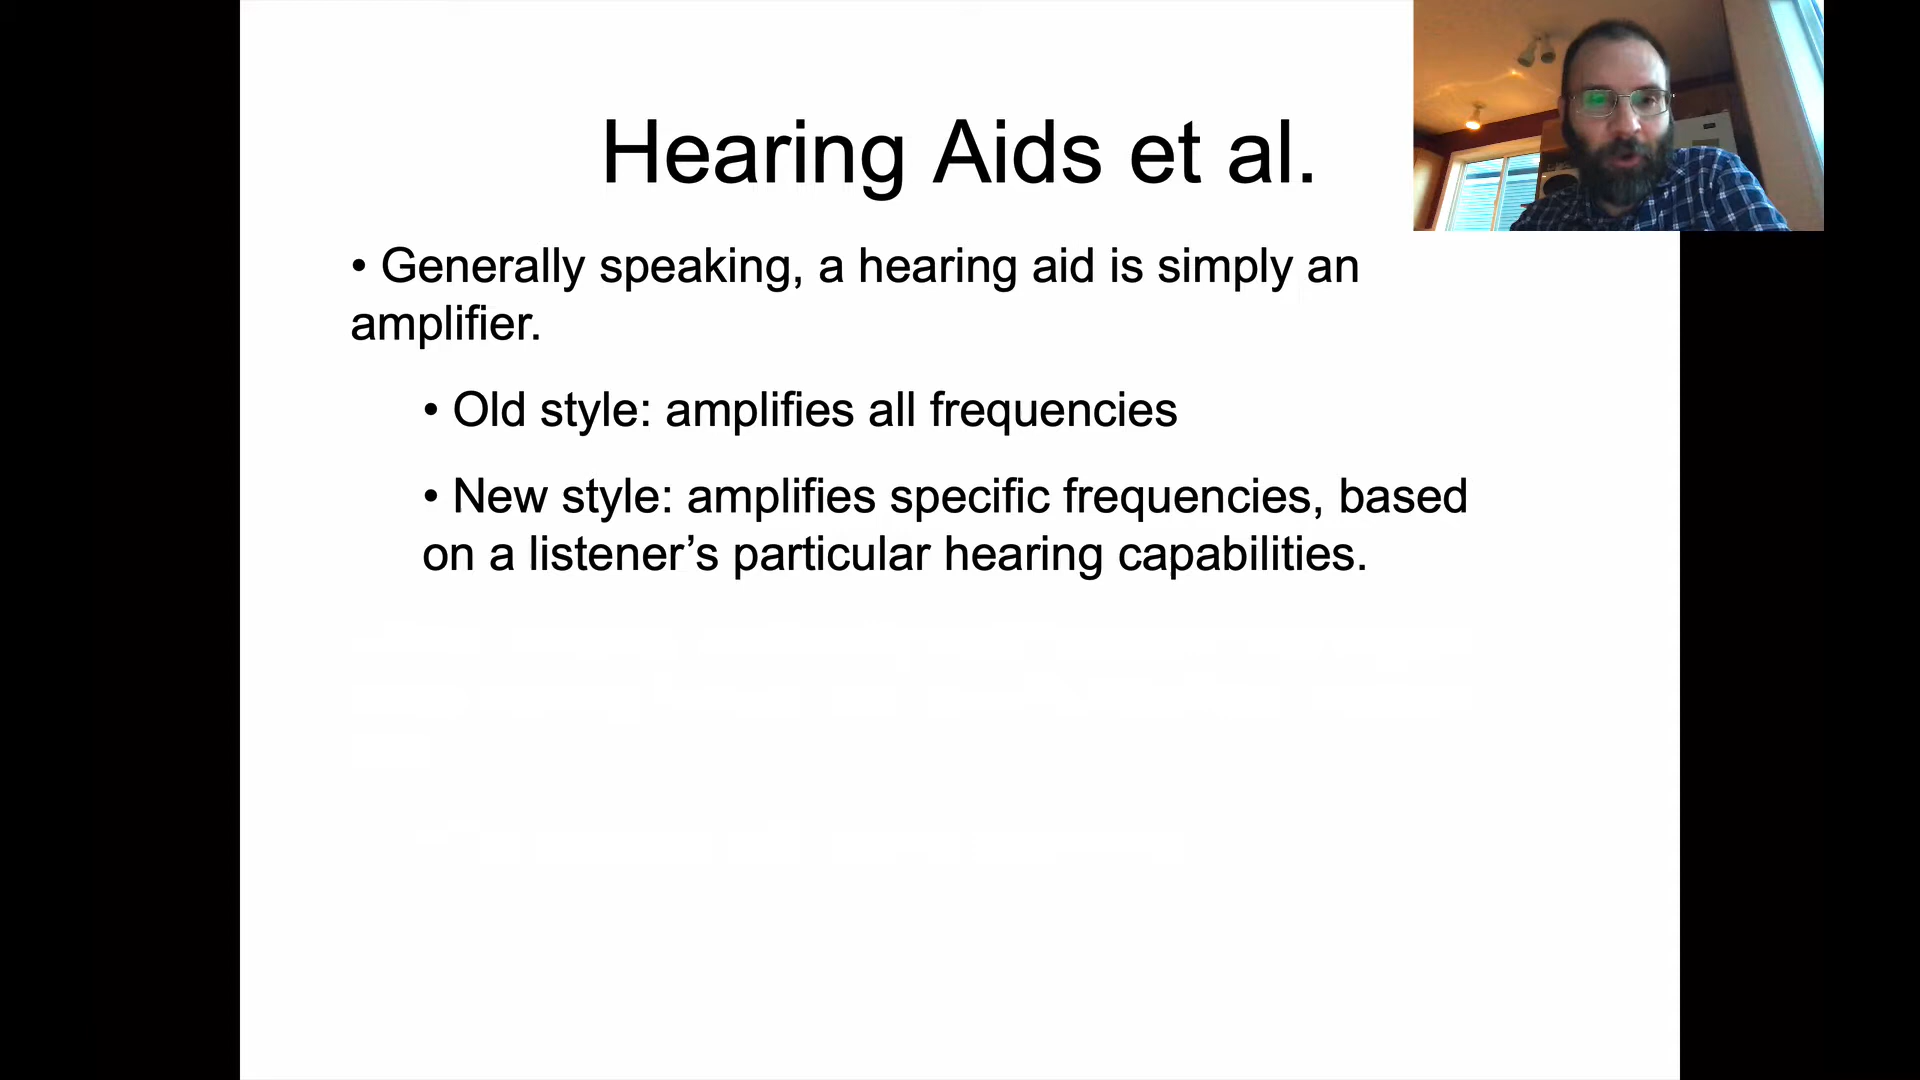 Hearing Aids et al.
• Generally speaking, a hearing aid is simply an
amplifier.
• Old style: amplifies all frequencies
• New style: amplifies specific frequencies, based
on a listener’s particular hearing capabilities.